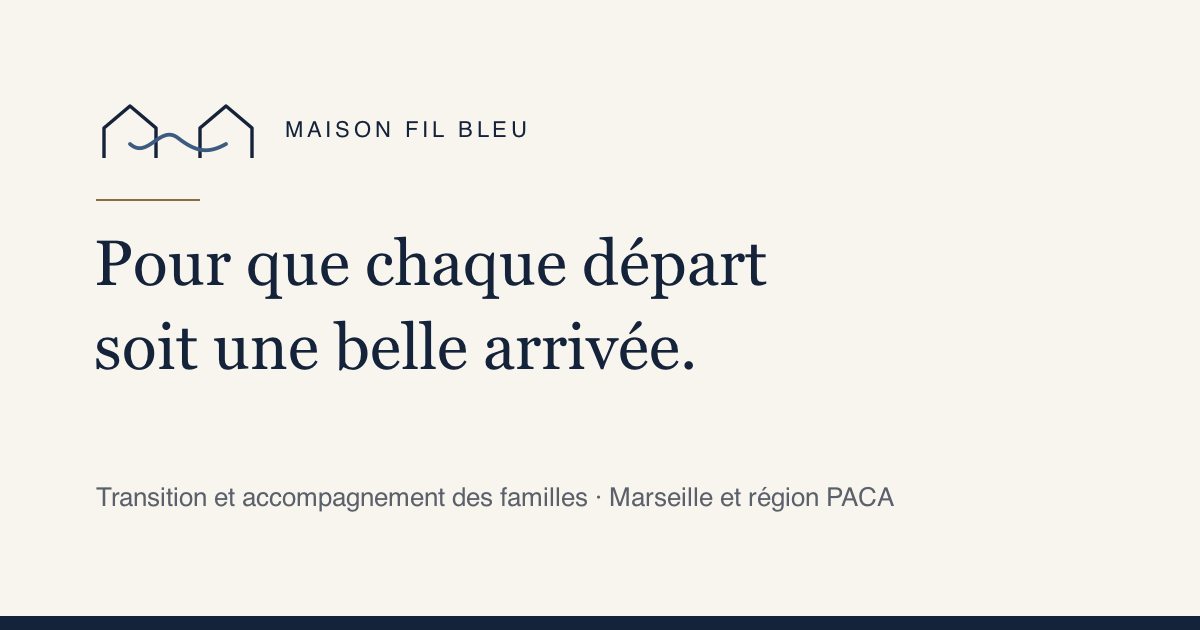 MAISON FIL BLEU
Pour que chaque départ
soit une belle arrivée.
Transition et accompagnement des familles · Marseille et région PACA